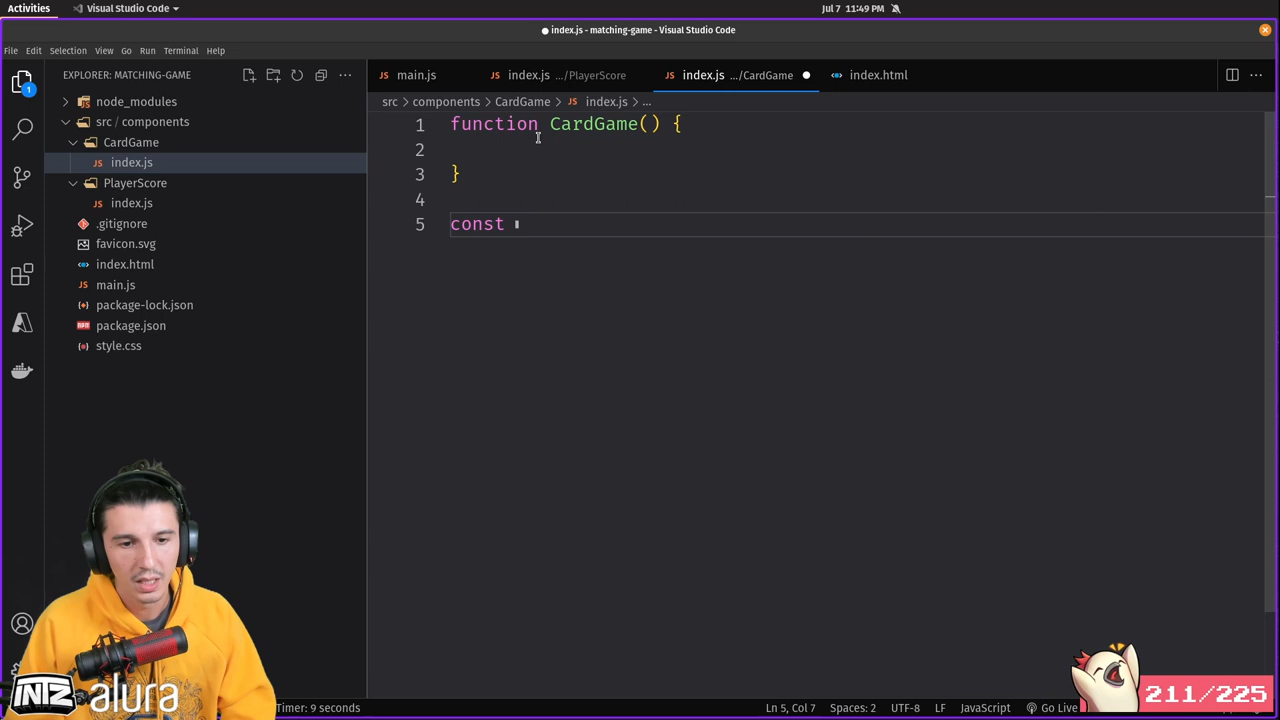 Activities
Visual Studio Code
Jul 7 11:49 PM
● index.js - matching-game - Visual Studio Code
File Edit Selection View Go Run Terminal Help
EXPLORER: MATCHING-GAME
main.js
index.js .../PlayerScore
index.js .../CardGame
index.html
node_modules
src / components
CardGame
index.js
PlayerScore
index.js
.gitignore
favicon.svg
index.html
main.js
package-lock.json
package.json
style.css
1
src > components > CardGame > JS index.js > ...
1 function CardGame() {
2
3 }
4
5 const
INTZ alura
Timer: 9 seconds
Ln 5, Col 7
Spaces: 2
UTF-8
LF
JavaScript
Go Live
211/225